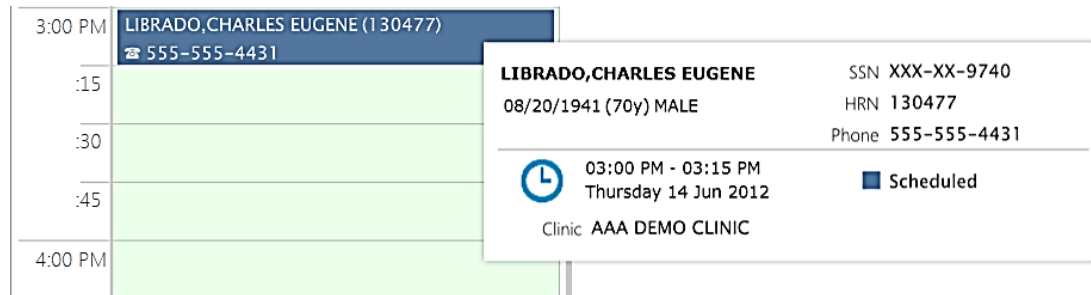 3:00 PM
LIBRADO,CHARLES EUGENE (130477)
☎ 555-555-4431
:15
:30
:45
4:00 PM
LIBRADO,CHARLES EUGENE
08/20/1941 (70y) MALE
SSN XXX-XX-9740
HRN 130477
Phone 555-555-4431
03:00 PM - 03:15 PM
Thursday 14 Jun 2012
Scheduled
Clinic AAA DEMO CLINIC